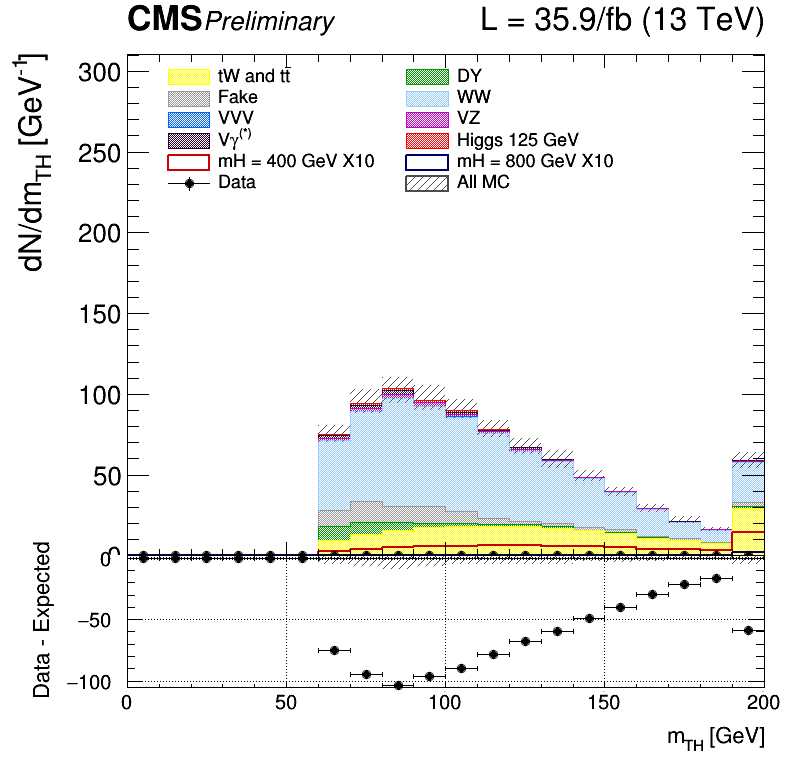 CMS Preliminary L = 35.9/fb (13 TeV)
dN/dm_TH [GeV⁻¹]
300
250
200
150
100
50
0
tW and tt̄
DY
Fake
WW
VVV
VZ
Vγ(*)
Higgs 125 GeV
mH = 400 GeV X10
mH = 800 GeV X10
Data
All MC
Data - Expected
0
−50
−100
0 50 100 150 200
m_TH [GeV]